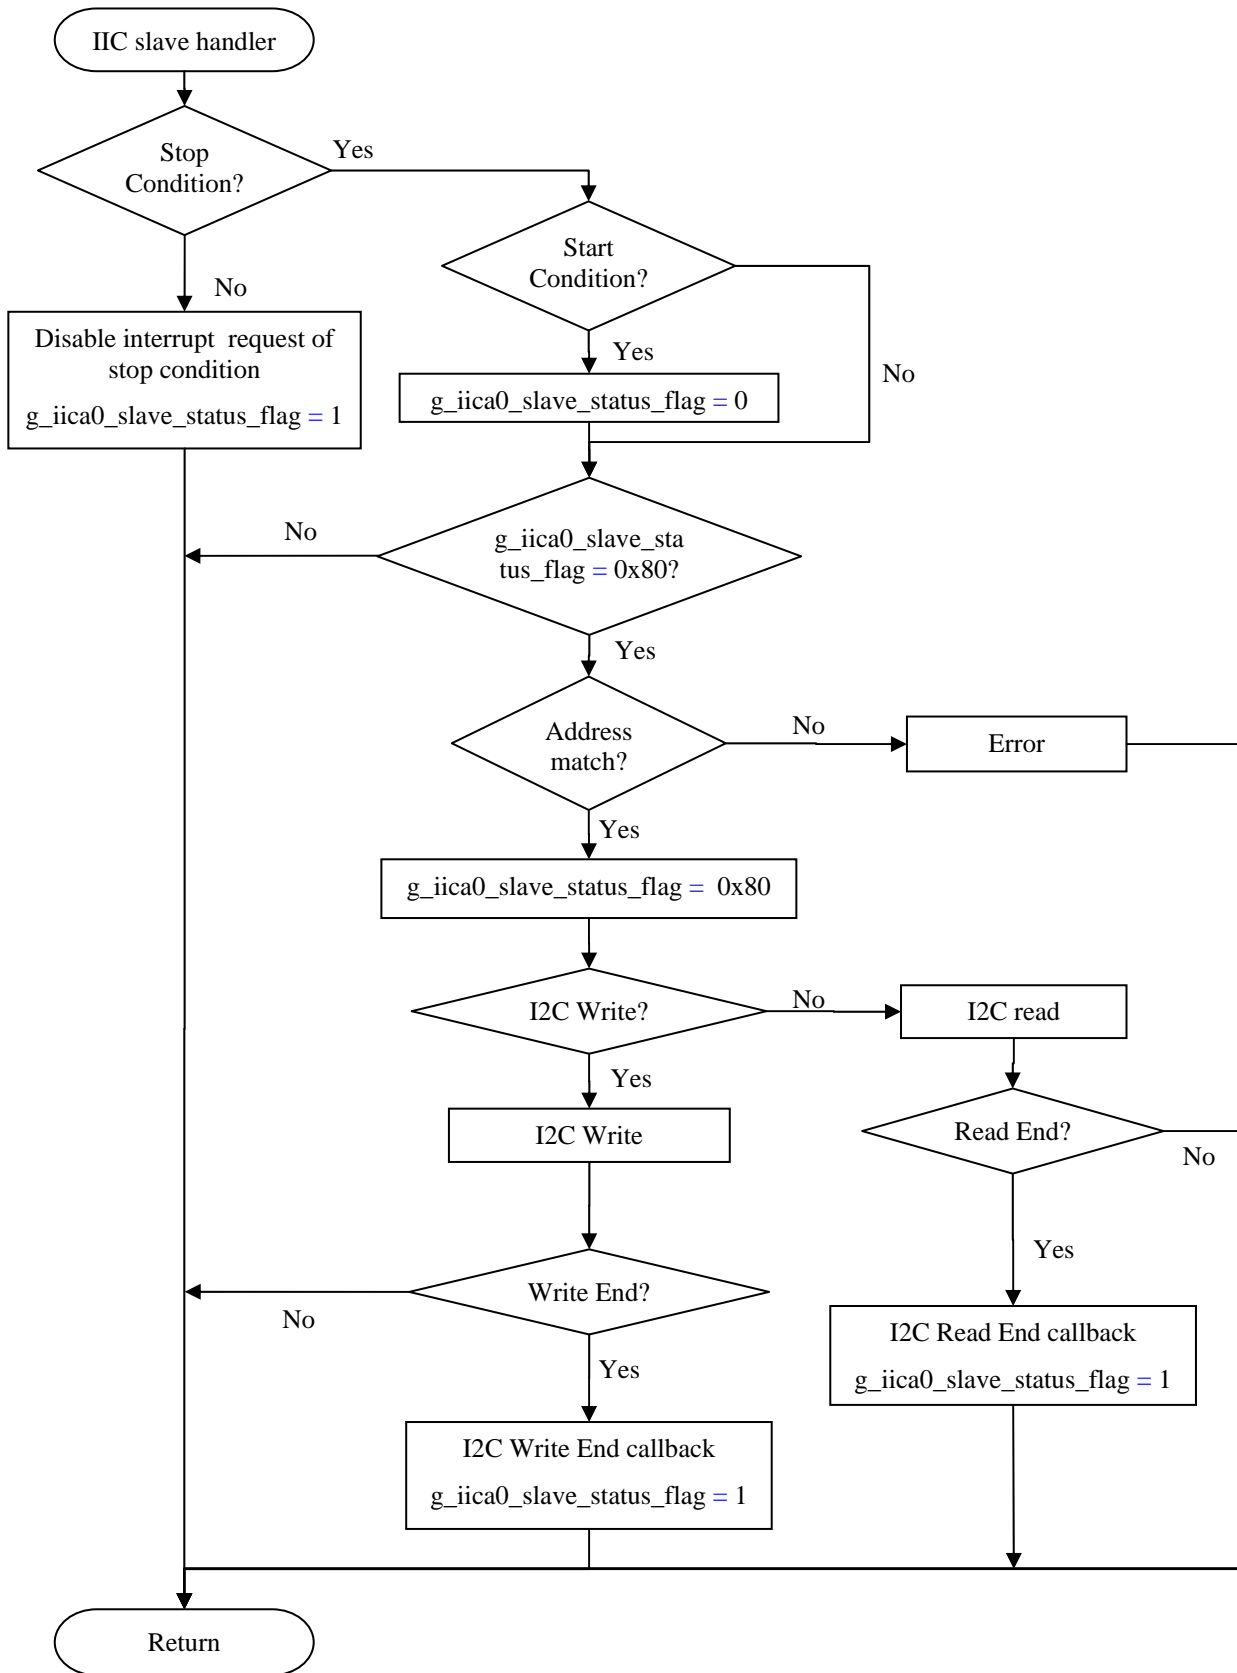 IIC slave handler
Stop
Condition?
Yes
No
Start
Condition?
Yes
No
Disable interrupt request of
stop condition
g_iica0_slave_status_flag = 1
g_iica0_slave_status_flag = 0
g_iica0_slave_sta
tus_flag = 0x80?
No
Yes
Address
match?
No
Error
Yes
g_iica0_slave_status_flag = 0x80
I2C Write?
No
I2C read
Yes
I2C Write
Read End?
No
Yes
Write End?
No
Yes
I2C Read End callback
g_iica0_slave_status_flag = 1
I2C Write End callback
g_iica0_slave_status_flag = 1
Return